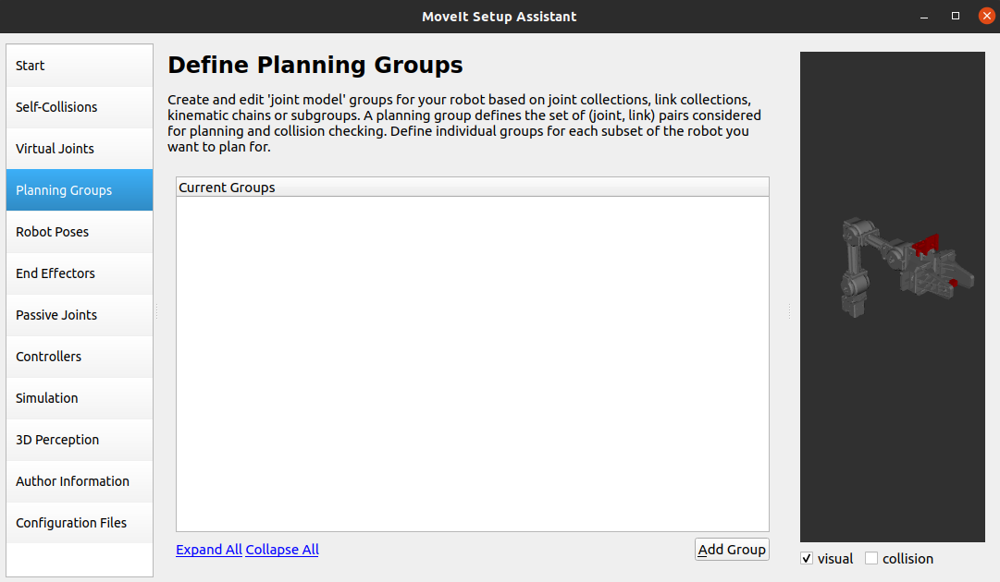 MoveIt Setup Assistant
Start
Self-Collisions
Virtual Joints
Planning Groups
Robot Poses
End Effectors
Passive Joints
Controllers
Simulation
3D Perception
Author Information
Configuration Files
Define Planning Groups
Create and edit 'joint model' groups for your robot based on joint collections, link collections,
kinematic chains or subgroups. A planning group defines the set of (joint, link) pairs considered
for planning and collision checking. Define individual groups for each subset of the robot you
want to plan for.
Current Groups
Expand All Collapse All
Add Group
visual
collision